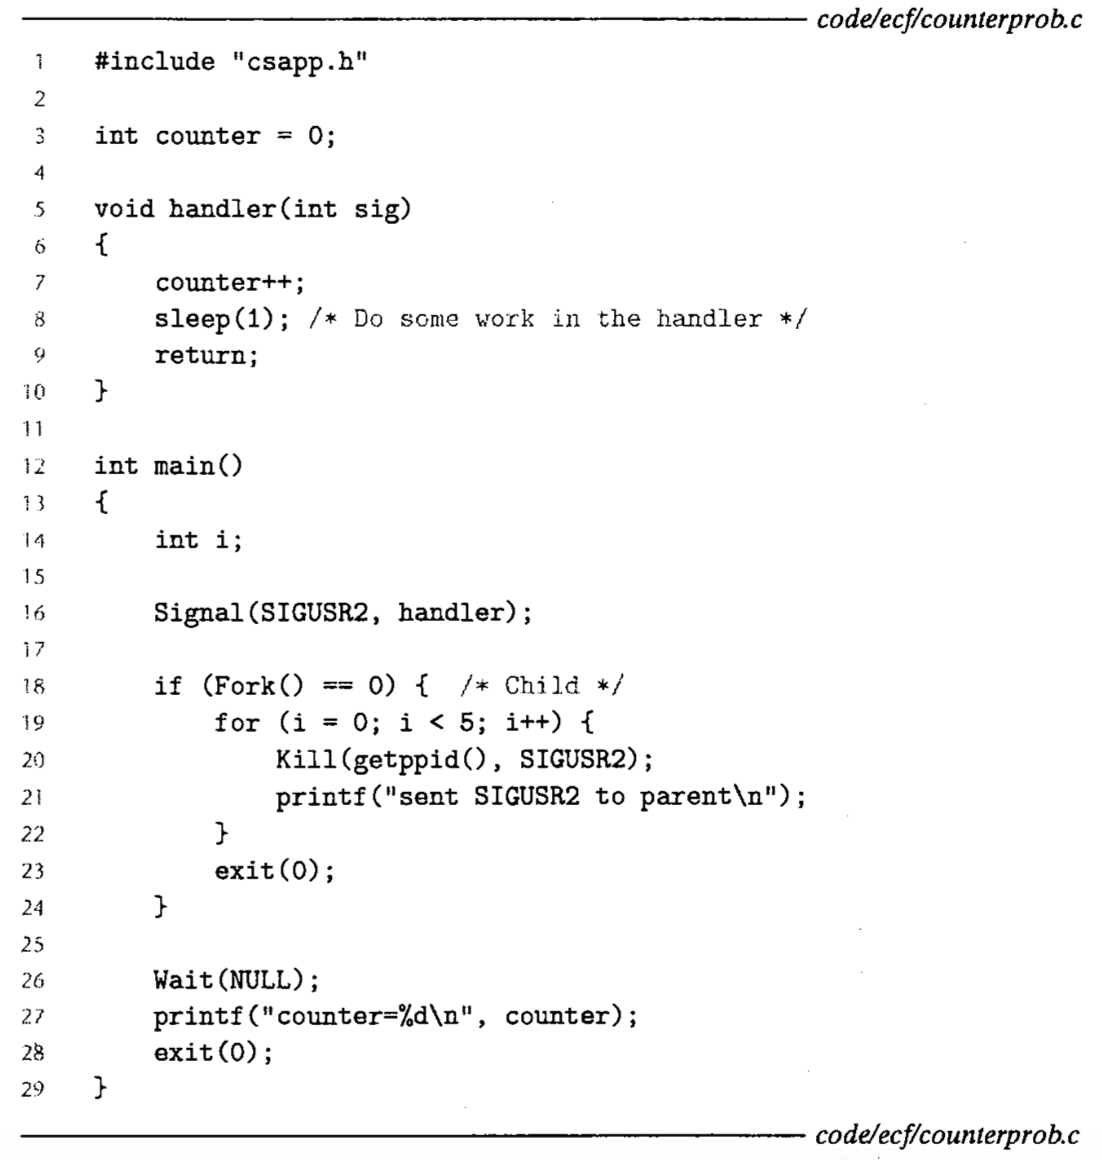 code/ecf/counterprob.c
1 #include "csapp.h"
2
3 int counter = 0;
4
5 void handler(int sig)
6 {
7 counter++;
8 sleep(1); /* Do some work in the handler */
9 return;
10 }
11
12 int main()
13 {
14 int i;
15
16 Signal(SIGUSR2, handler);
17
18 if (Fork() == 0) { /* Child */
19 for (i = 0; i < 5; i++) {
20 Kill(getppid(), SIGUSR2);
21 printf("sent SIGUSR2 to parent\n");
22 }
23 exit(0);
24 }
25
26 Wait(NULL);
27 printf("counter=%d\n", counter);
28 exit(0);
29 }
code/ecf/counterprob.c